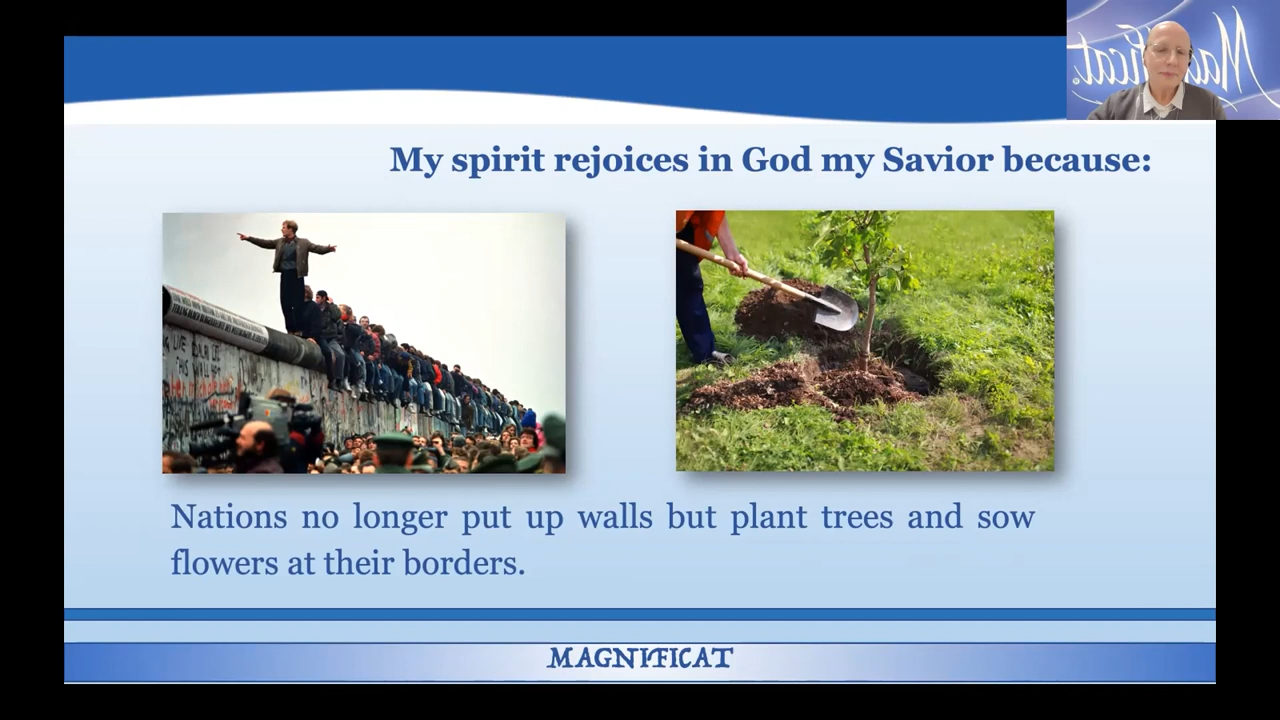 Magnificat
My spirit rejoices in God my Savior because:
Nations no longer put up walls but plant trees and sow
flowers at their borders.
MAGNIFICAT